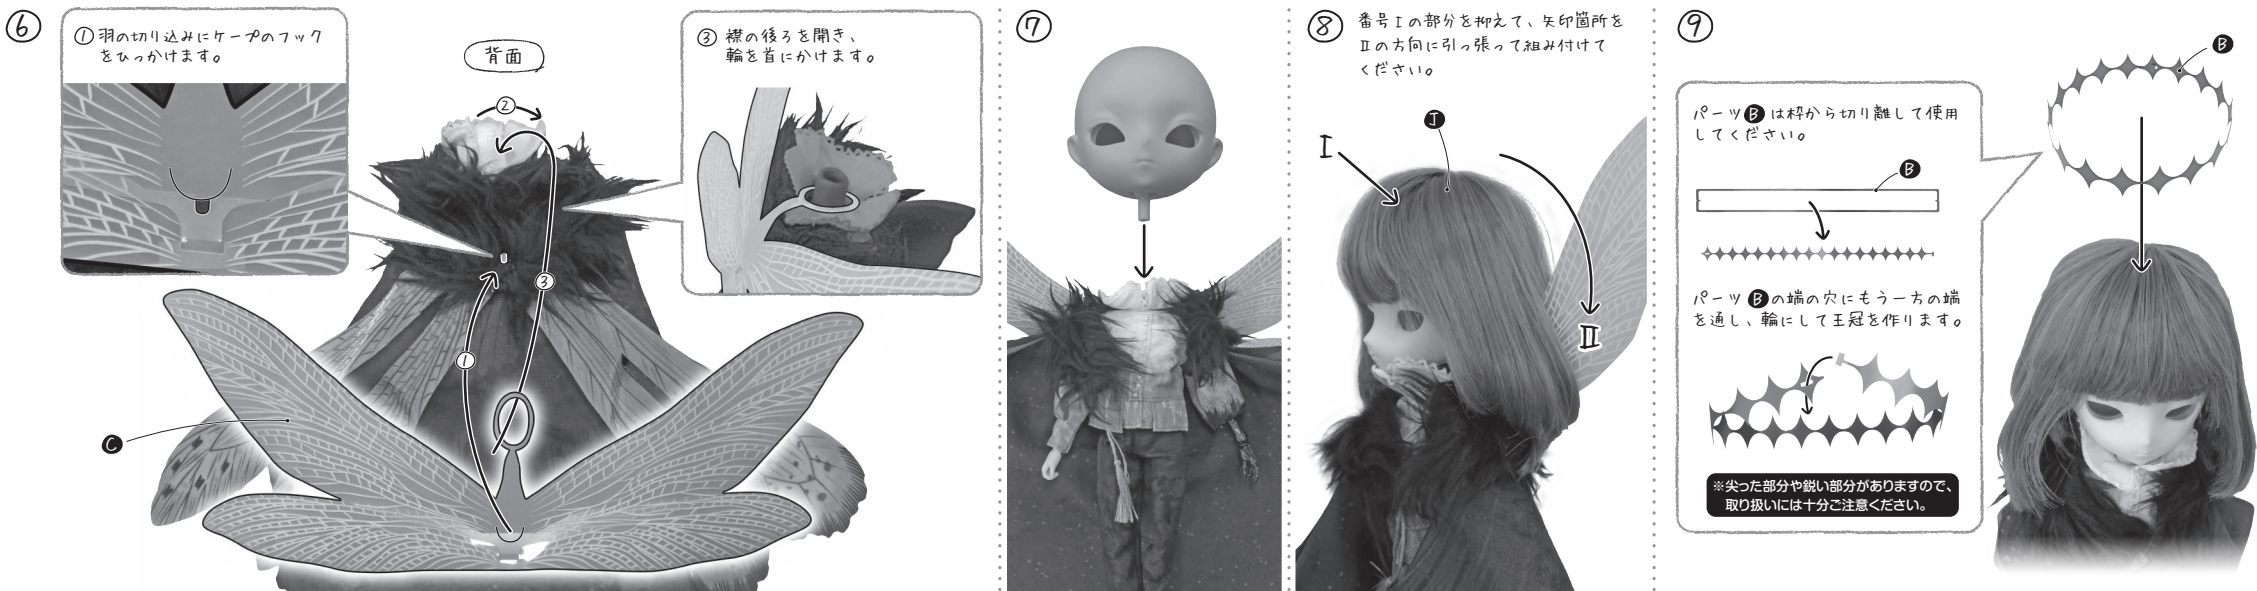 ⑥
①羽の切り込みにケープのフック
をひっかけます。
背面
②
③ 襟の後ろを開き、
輪を首にかけます。
③
①
C
⑦
⑧
番号Ⅰの部分を抑えて、矢印箇所を
Ⅱの方向に引っ張って組み付けて
ください。
J
Ⅰ
Ⅱ
⑨
B
パーツBは枠から切り離して使用
してください。
B
パーツBの端の穴にもう一方の端
を通し、輪にして王冠を作ります。
※尖った部分や鋭い部分がありますので、
取り扱いには十分ご注意ください。